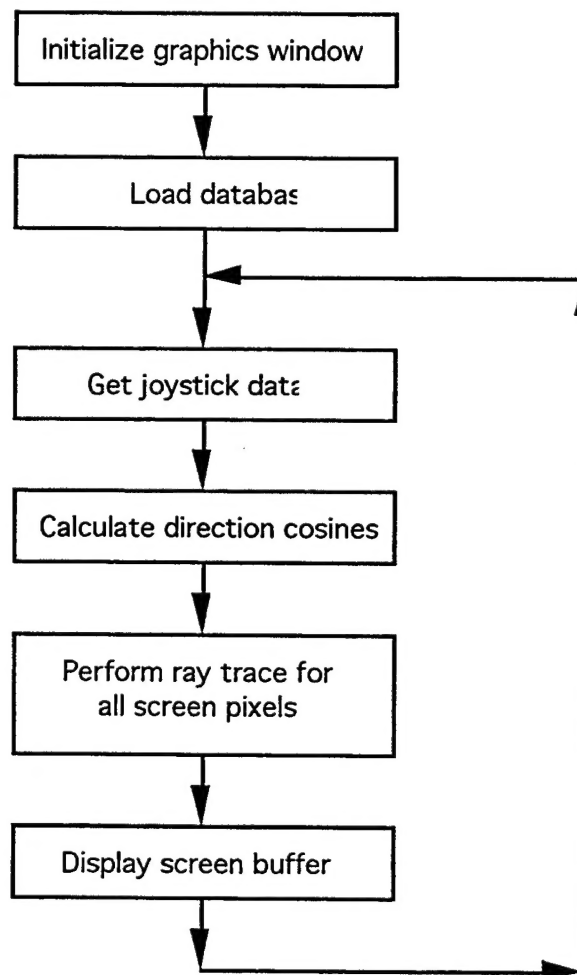 Initialize graphics window
Load databas
Get joystick data
Calculate direction cosines
Perform ray trace for
all screen pixels
Display screen buffer